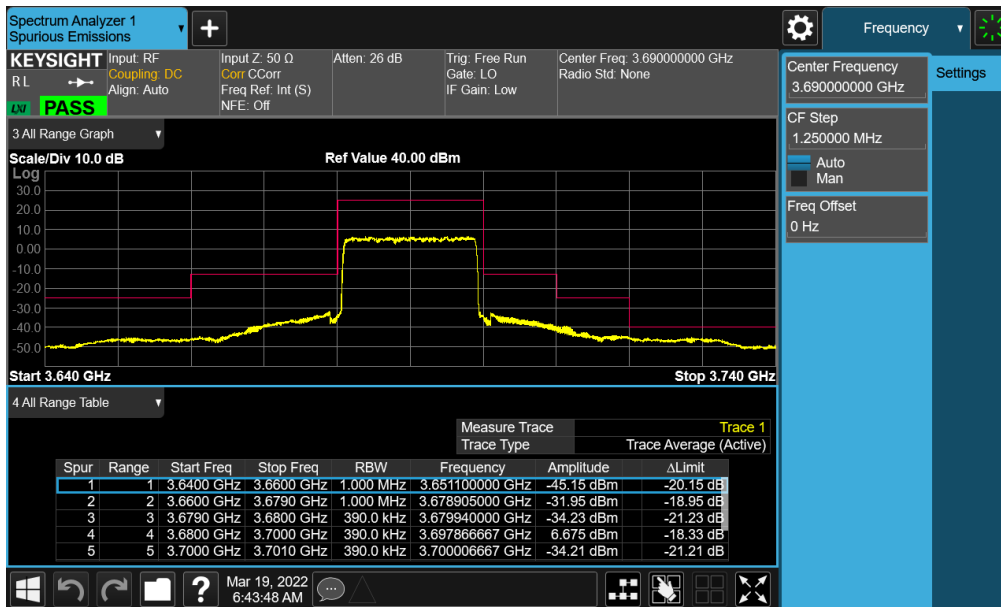 Spectrum Analyzer 1
Spurious Emissions
Frequency
KEYSIGHT Input: RF Input Z: 50 Ω Atten: 26 dB Trig: Free Run Center Freq: 3.690000000 GHz
R L Coupling: DC Corr CCorr Gate: LO Radio Std: None
Align: Auto Freq Ref: Int (S) IF Gain: Low
LXI PASS NFE: Off
Center Frequency
3.690000000 GHz
Settings
CF Step
1.250000 MHz
Auto
Man
Freq Offset
0 Hz
3 All Range Graph
Scale/Div 10.0 dB Ref Value 40.00 dBm
Log
30.0
20.0
10.0
0.00
-10.0
-20.0
-30.0
-40.0
-50.0
Start 3.640 GHz Stop 3.740 GHz
4 All Range Table
Measure Trace Trace 1
Trace Type Trace Average (Active)
Spur Range Start Freq Stop Freq RBW Frequency Amplitude ΔLimit
1 1 3.6400 GHz 3.6600 GHz 1.000 MHz 3.651100000 GHz -45.15 dBm -20.15 dB
2 2 3.6600 GHz 3.6790 GHz 1.000 MHz 3.678905000 GHz -31.95 dBm -18.95 dB
3 3 3.6790 GHz 3.6800 GHz 390.0 kHz 3.679940000 GHz -34.23 dBm -21.23 dB
4 4 3.6800 GHz 3.7000 GHz 390.0 kHz 3.697866667 GHz 6.675 dBm -18.33 dB
5 5 3.7000 GHz 3.7010 GHz 390.0 kHz 3.700006667 GHz -34.21 dBm -21.21 dB
Mar 19, 2022
6:43:48 AM